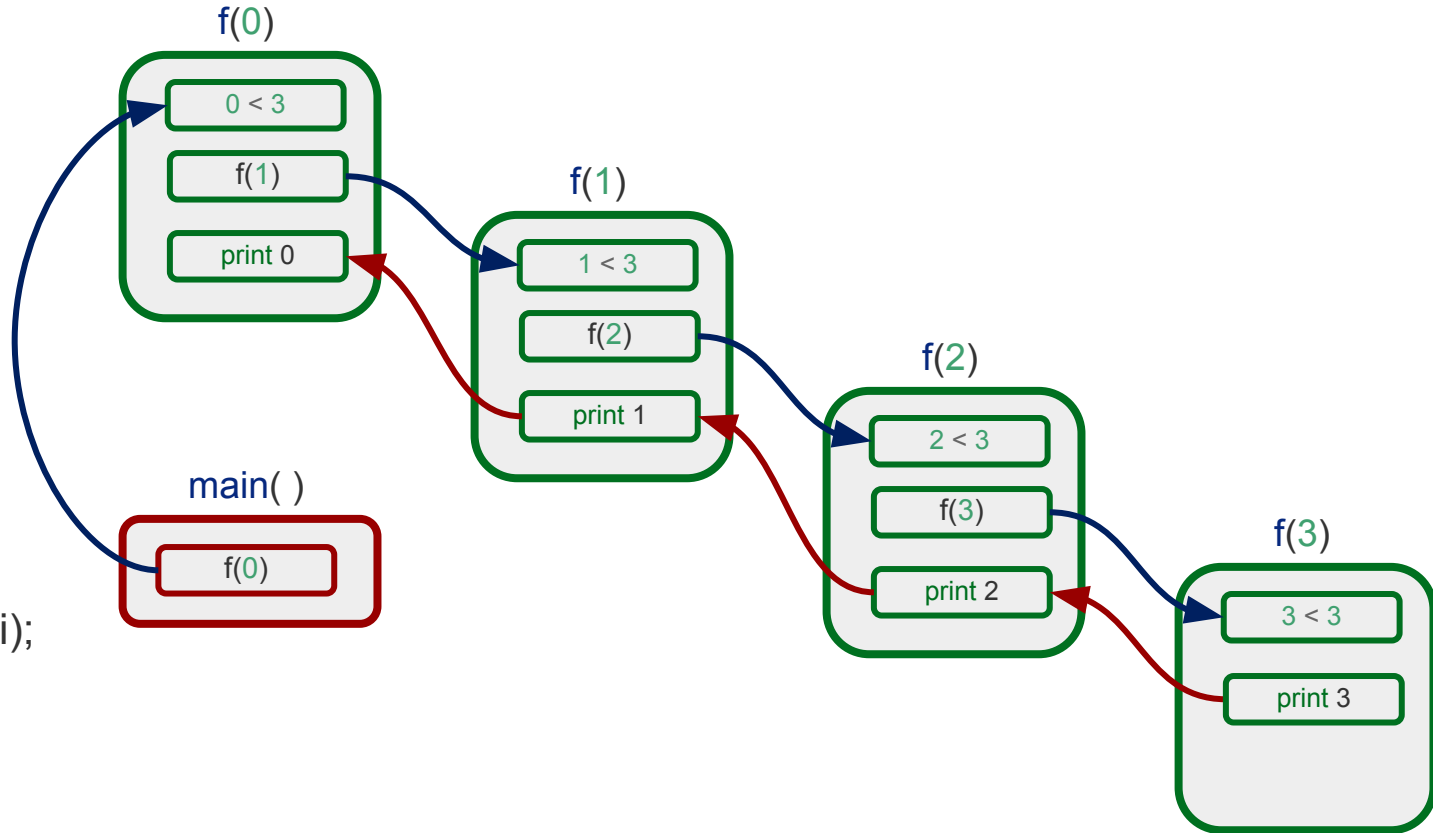 f(0)
0 < 3
f(1)
print 0
f(1)
1 < 3
f(2)
print 1
f(2)
2 < 3
f(3)
print 2
f(3)
3 < 3
print 3
main( )
f(0)
i);